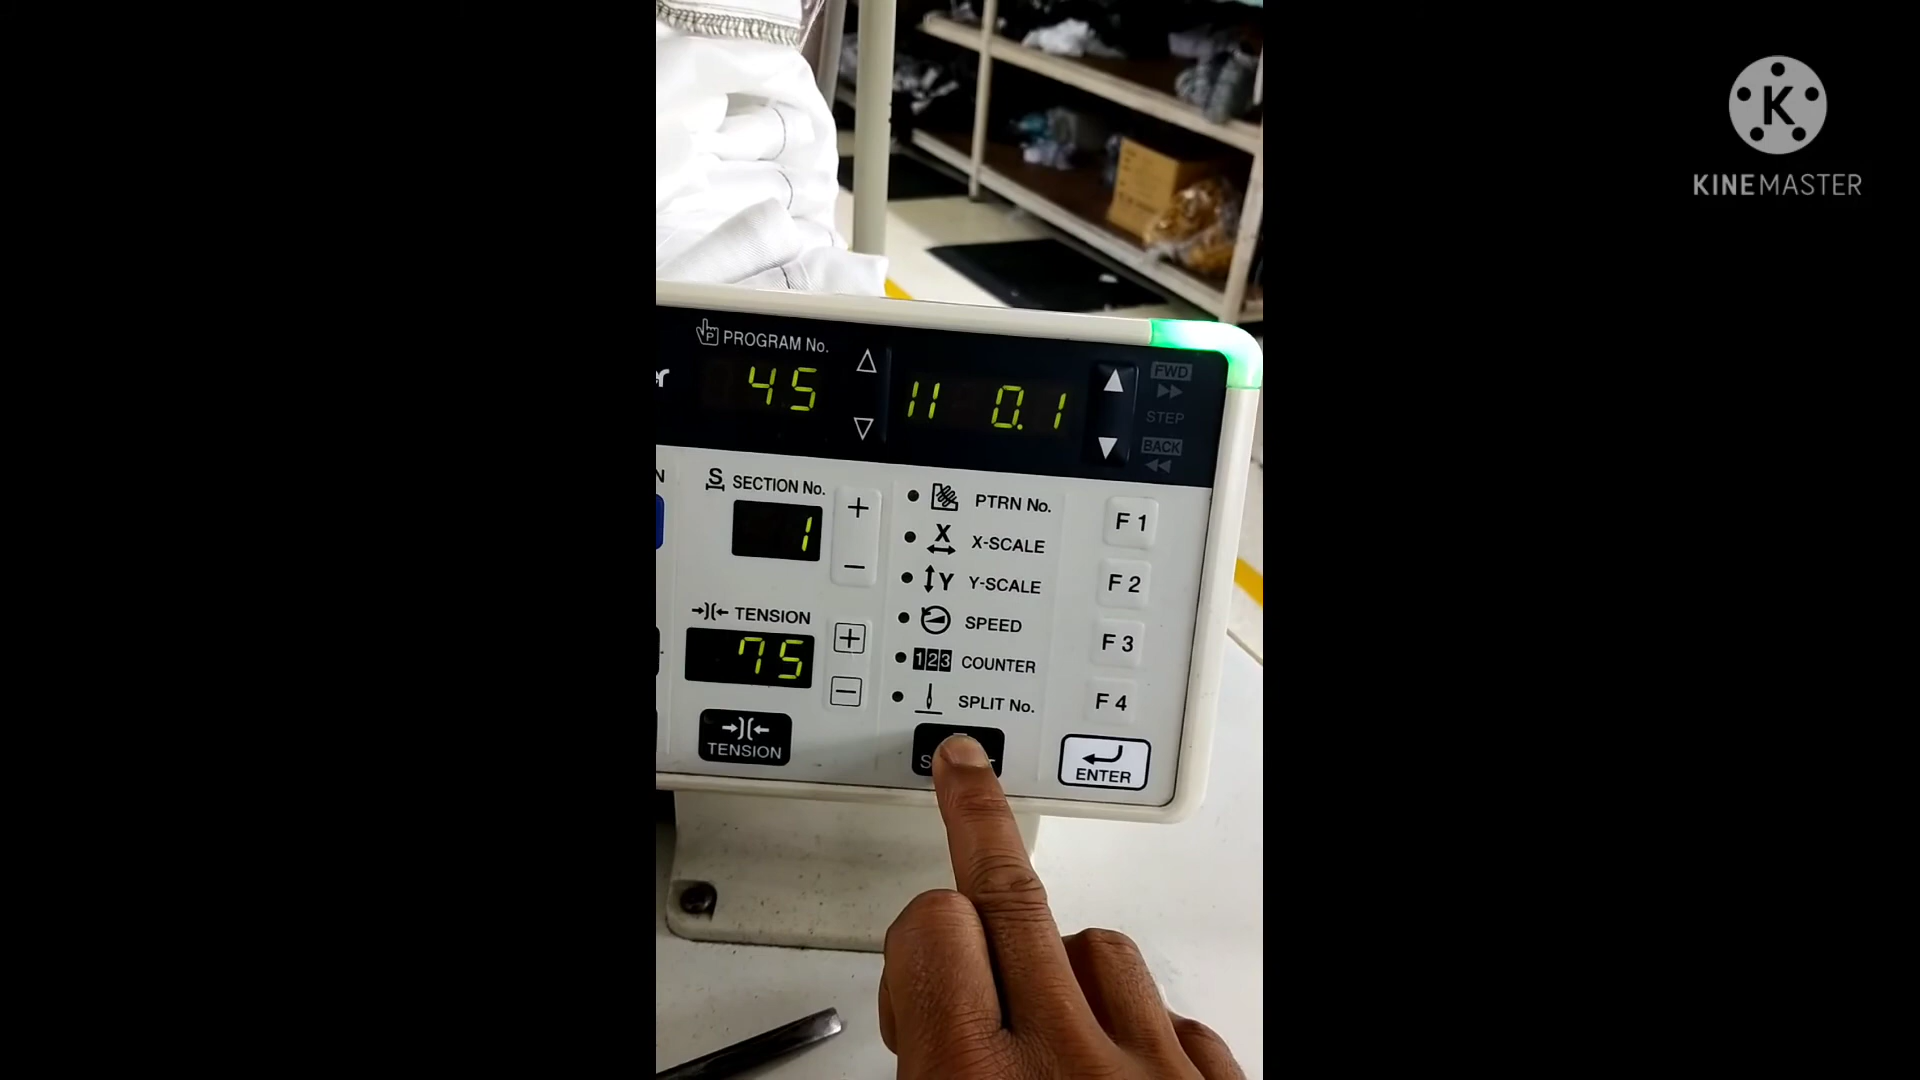 KINEMASTER
P PROGRAM No.
er
45
11 0.1
FWD
STEP
BACK
N
S SECTION No.
1
+
−
PTRN No.
X X-SCALE
Y Y-SCALE
SPEED
123 COUNTER
SPLIT No.
TENSION
75
+
−
TENSION
F1
F2
F3
F4
ENTER